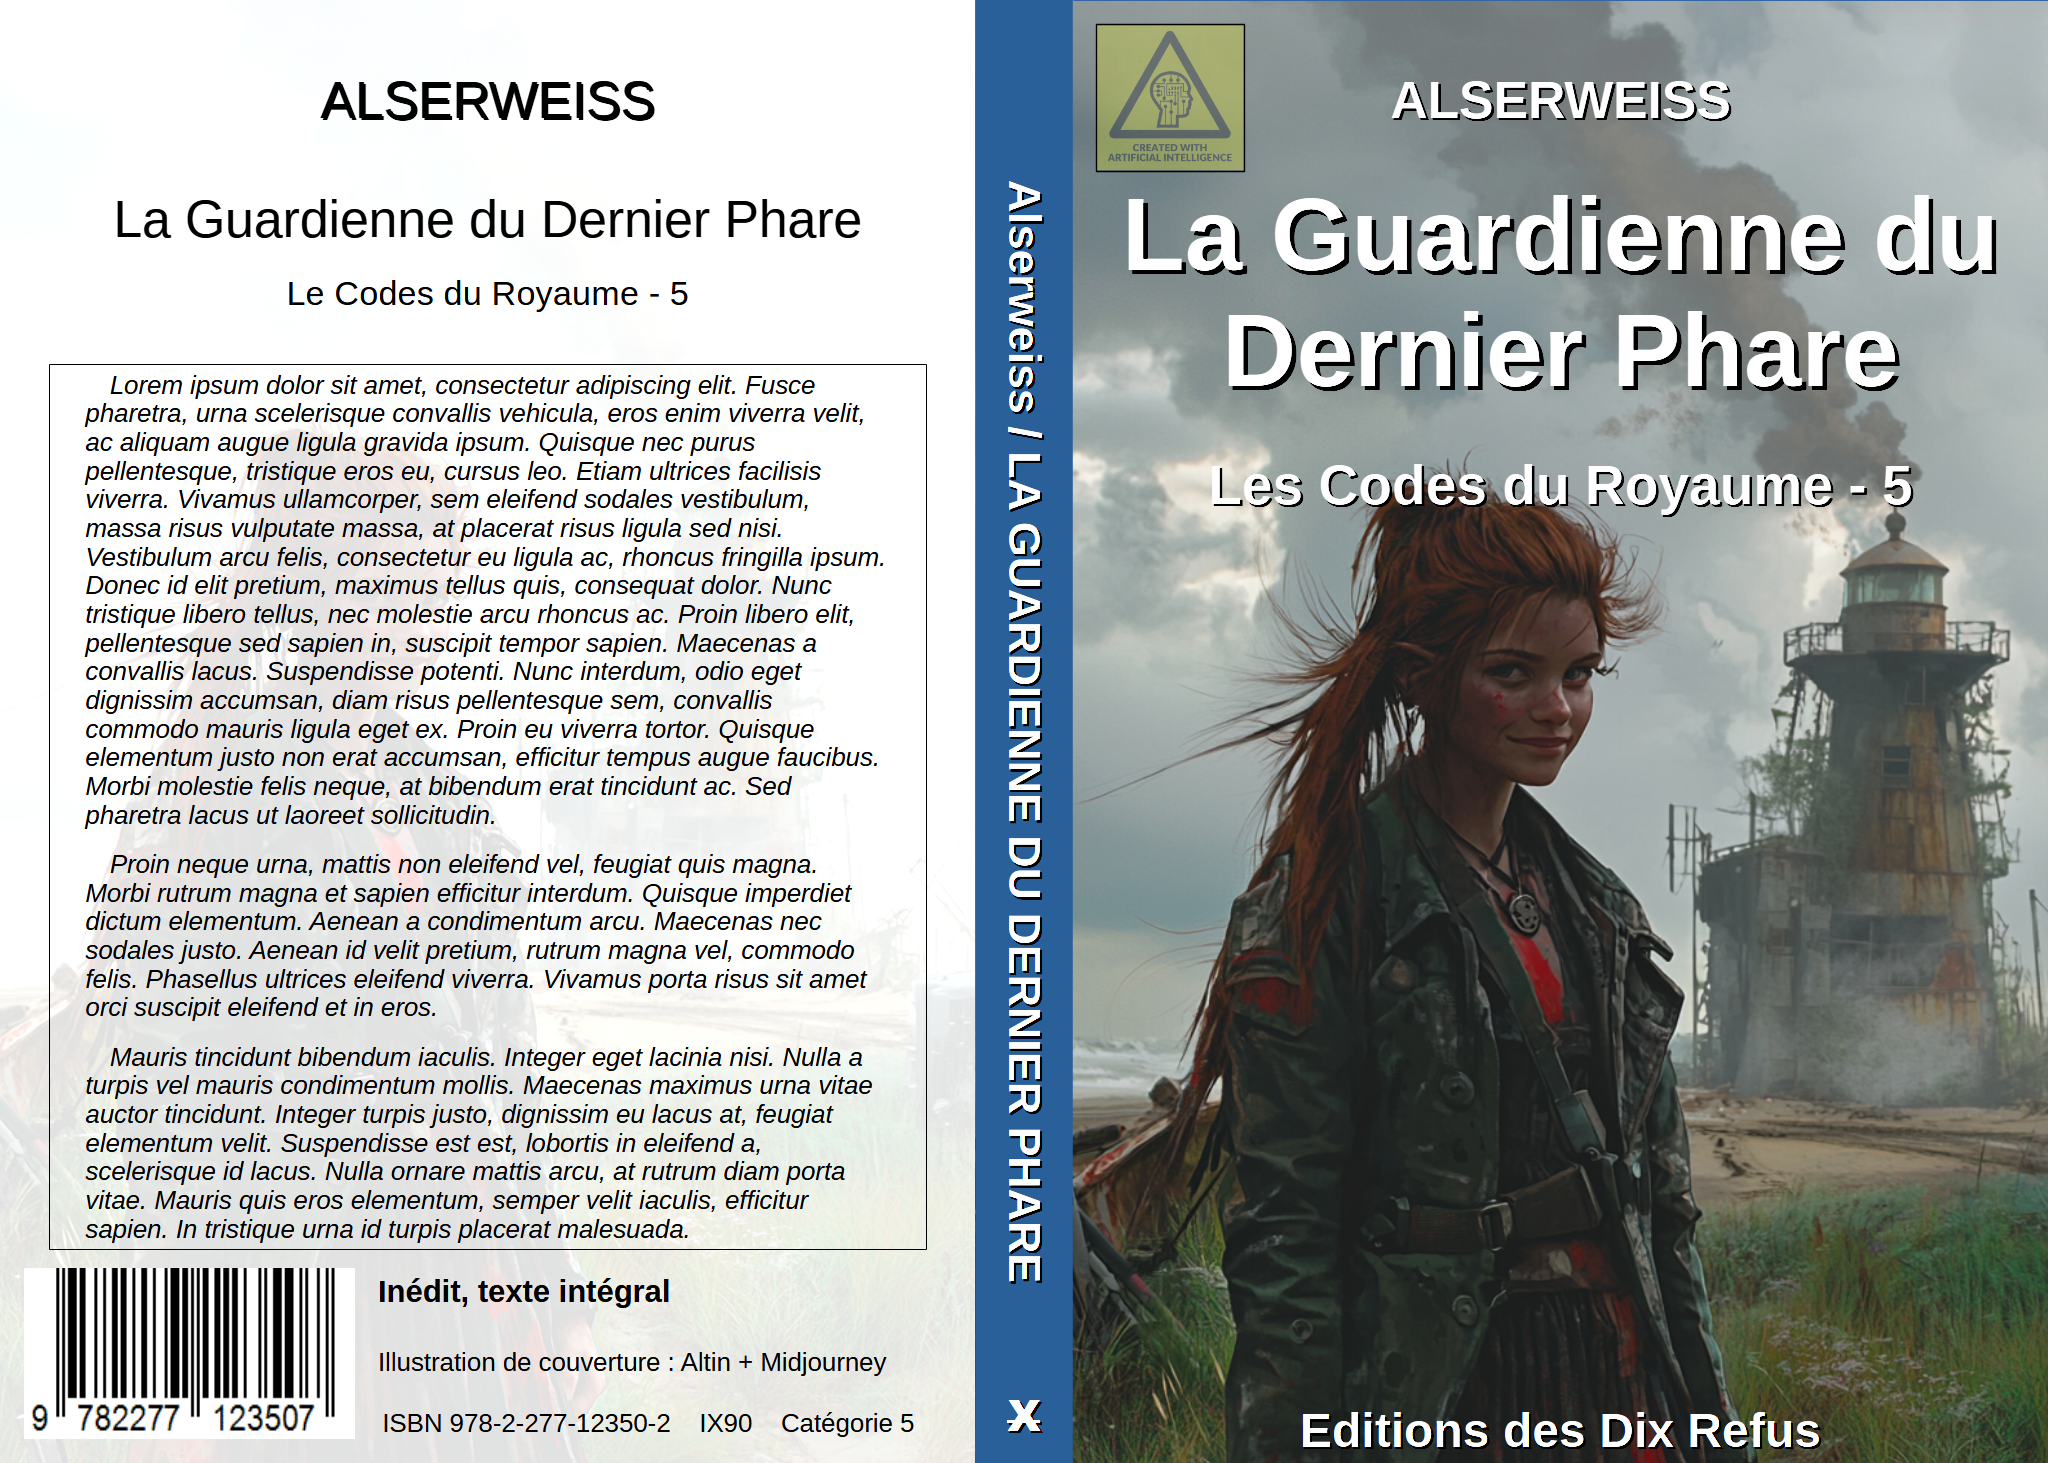 ALSERWEISS
La Guardienne du Dernier Phare
Le Codes du Royaume - 5
Lorem ipsum dolor sit amet, consectetur adipiscing elit. Fusce
pharetra, urna scelerisque convallis vehicula, eros enim viverra velit,
ac aliquam augue ligula gravida ipsum. Quisque nec purus
pellentesque, tristique eros eu, cursus leo. Etiam ultrices facilisis
viverra. Vivamus ullamcorper, sem eleifend sodales vestibulum,
massa risus vulputate massa, at placerat risus ligula sed nisi.
Vestibulum arcu felis, consectetur eu ligula ac, rhoncus fringilla ipsum.
Donec id elit pretium, maximus tellus quis, consequat dolor. Nunc
tristique libero tellus, nec molestie arcu rhoncus ac. Proin libero elit,
pellentesque sed sapien in, suscipit tempor sapien. Maecenas a
convallis lacus. Suspendisse potenti. Nunc interdum, odio eget
dignissim accumsan, diam risus pellentesque sem, convallis
commodo mauris ligula eget ex. Proin eu viverra tortor. Quisque
elementum justo non erat accumsan, efficitur tempus augue faucibus.
Morbi molestie felis neque, at bibendum erat tincidunt ac. Sed
pharetra lacus ut laoreet sollicitudin.
Proin neque urna, mattis non eleifend vel, feugiat quis magna.
Morbi rutrum magna et sapien efficitur interdum. Quisque imperdiet
dictum elementum. Aenean a condimentum arcu. Maecenas nec
sodales justo. Aenean id velit pretium, rutrum magna vel, commodo
felis. Phasellus ultrices eleifend viverra. Vivamus porta risus sit amet
orci suscipit eleifend et in eros.
Mauris tincidunt bibendum iaculis. Integer eget lacinia nisi. Nulla a
turpis vel mauris condimentum mollis. Maecenas maximus urna vitae
auctor tincidunt. Integer turpis justo, dignissim eu lacus at, feugiat
elementum velit. Suspendisse est est, lobortis in eleifend a,
scelerisque id lacus. Nulla ornare mattis arcu, at rutrum diam porta
vitae. Mauris quis eros elementum, semper velit iaculis, efficitur
sapien. In tristique urna id turpis placerat malesuada.
9 782277 123507
Inédit, texte intégral
Illustration de couverture : Altin + Midjourney
ISBN 978-2-277-12350-2 IX90 Catégorie 5
Alserweiss / LA GUARDIENNE DU DERNIER PHARE
X
CREATED WITH
ARTIFICIAL INTELLIGENCE
ALSERWEISS
La Guardienne du
Dernier Phare
Les Codes du Royaume - 5
Editions des Dix Refus